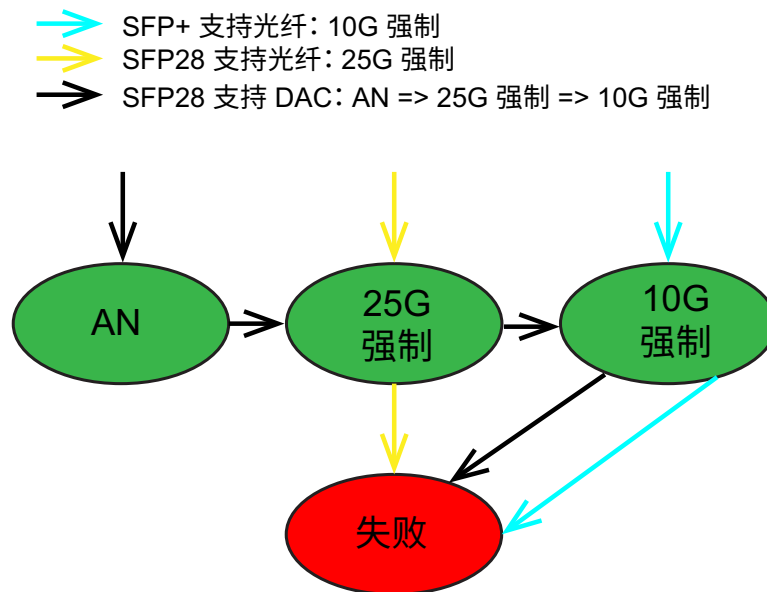 SFP+ 支持光纤：10G 强制
SFP28 支持光纤：25G 强制
SFP28 支持 DAC：AN => 25G 强制 => 10G 强制
AN
25G
强制
10G
强制
失败